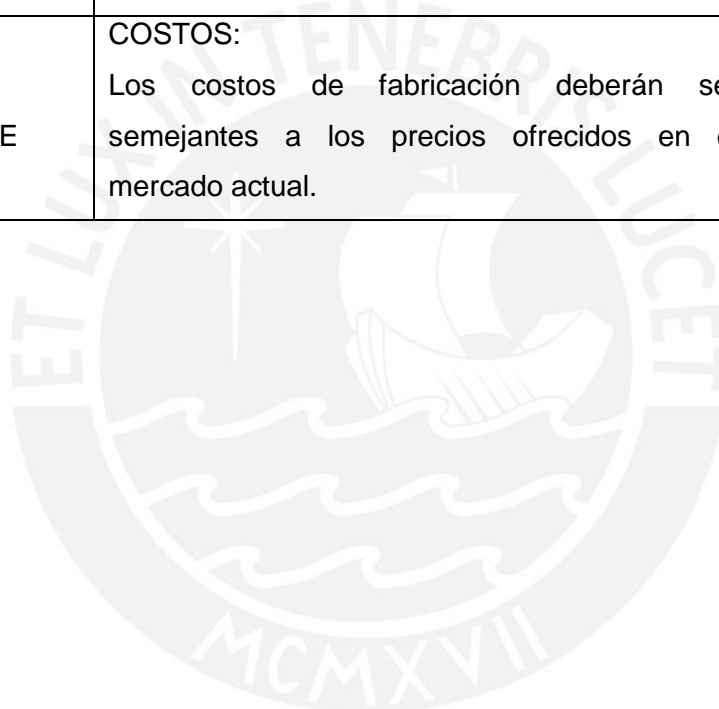 COSTOS:
Los costos de fabricación deberán se
E
semejantes a los precios ofrecidos en e
mercado actual.
ET LUX IN TENEBRIS LUCET
MCMXVII